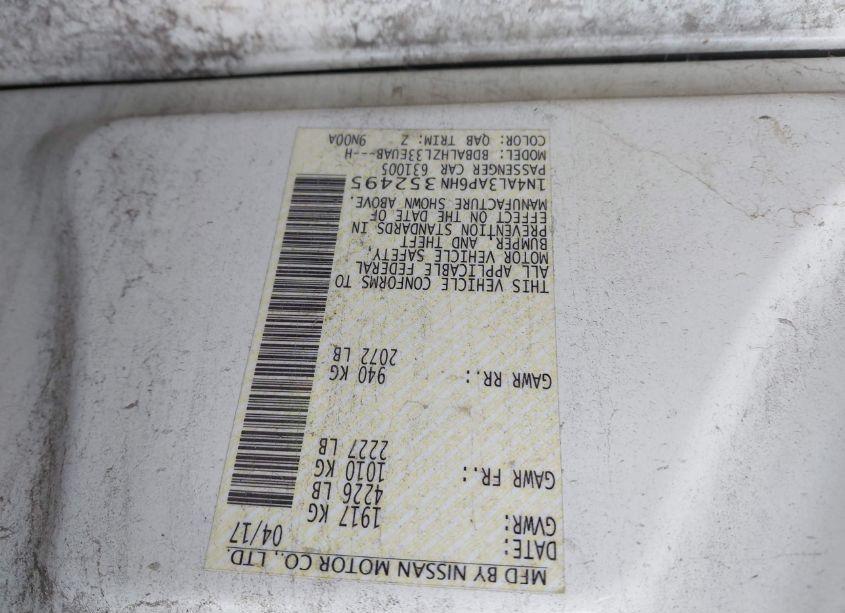 MFD BY NISSAN MOTOR CO., LTD.
DATE: 04/17
GVWR: 1917 KG
4226 LB
GAWR FR.: 1010 KG
2227 LB
GAWR RR.: 940 KG
2072 LB
THIS VEHICLE CONFORMS TO
ALL APPLICABLE FEDERAL
MOTOR VEHICLE SAFETY,
BUMPER AND THEFT
PREVENTION STANDARDS IN
EFFECT ON THE DATE OF
MANUFACTURE SHOWN ABOVE.
1N4AL3AP6HN352495
PASSENGER CAR 631005
MODEL: BDBALHZL33EUAB---H
COLOR: QAB TRIM: Z 9N00A